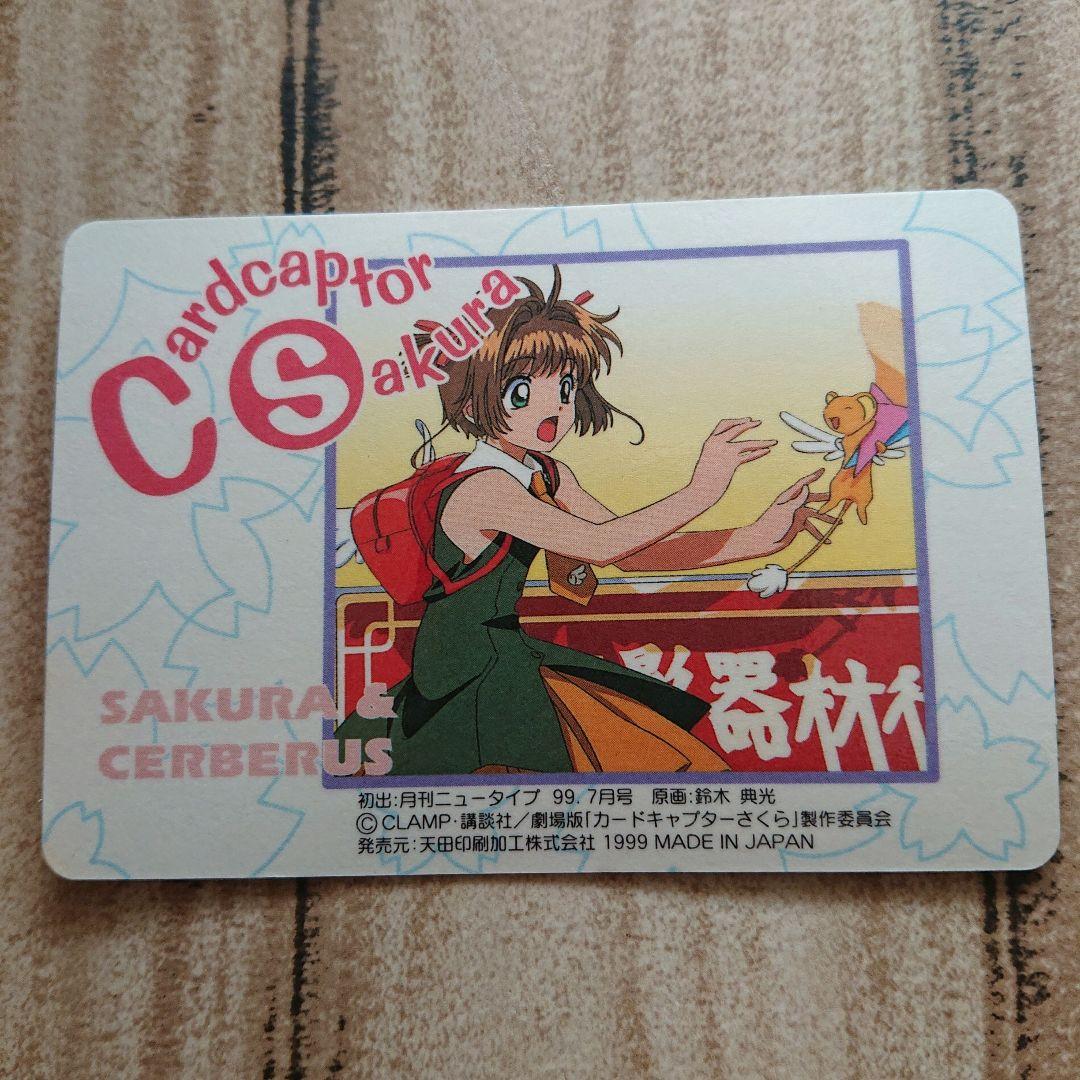 Cardcaptor
Sakura
SAKURA &
CERBERUS
影器材
初出:月刊ニュータイプ 99. 7月号 原画:鈴木 典光
©CLAMP・講談社／劇場版「カードキャプターさくら」製作委員会
発売元:天田印刷加工株式会社 1999 MADE IN JAPAN